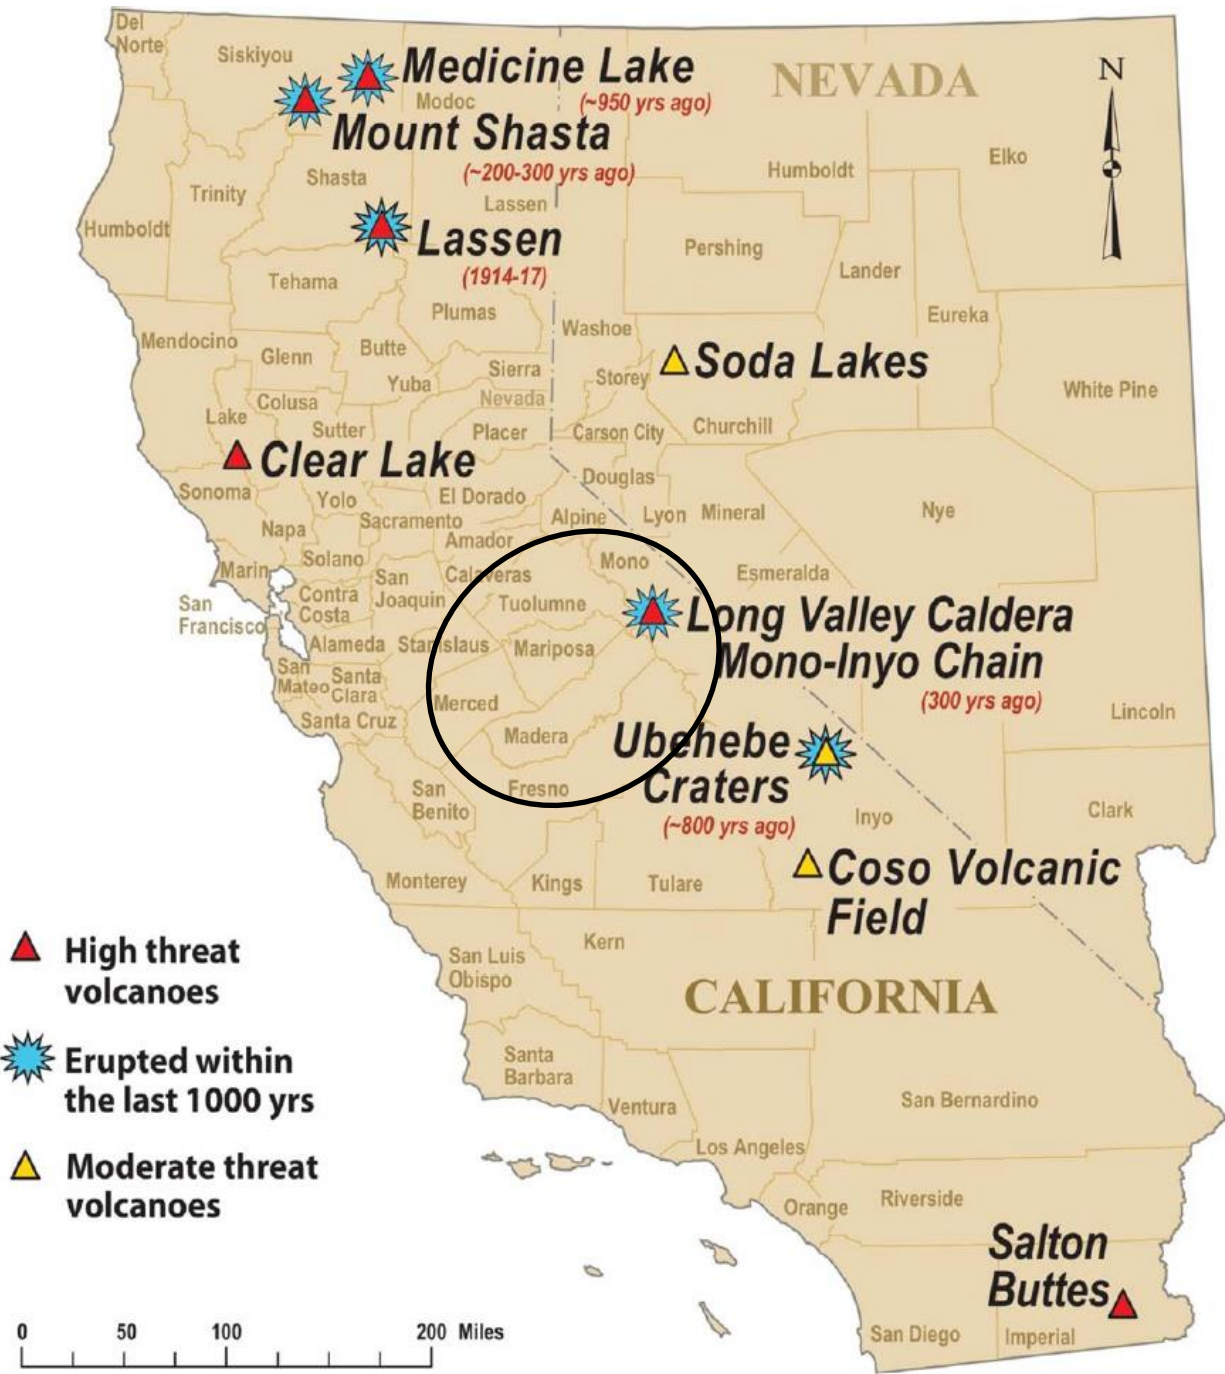 Del
Norte
Siskiyou
Medicine Lake
(~950 yrs ago)
Modoc
NEVADA
N
Mount Shasta
(~200-300 yrs ago)
Humboldt
Elko
Trinity
Shasta
Lassen
Humboldt
Lassen
(1914-17)
Pershing
Lander
Tehama
Plumas
Washoe
Eureka
Mendocino
Glenn
Butte
Sierra
Soda Lakes
Yuba
Storey
Nevada
White Pine
Colusa
Lake
Sutter
Placer
Carson City
Churchill
Clear Lake
Douglas
Sonoma
Yolo
El Dorado
Napa
Sacramento
Alpine
Lyon
Mineral
Nye
Amador
Solano
Mono
Marin
San
Joaquin
Calaveras
Esmeralda
Contra
Costa
Tuolumne
San
Francisco
Long Valley Caldera
Mono-Inyo Chain
(300 yrs ago)
Alameda
Stanislaus
Mariposa
San
Mateo
Santa
Clara
Merced
Lincoln
Santa Cruz
Madera
Ubehebe
Craters
(~800 yrs ago)
San
Benito
Fresno
Inyo
Clark
Monterey
Kings
Tulare
Coso Volcanic
Field
High threat
volcanoes
San Luis
Obispo
Kern
CALIFORNIA
Erupted within
the last 1000 yrs
Santa
Barbara
Ventura
San Bernardino
Los Angeles
Moderate threat
volcanoes
Orange
Riverside
Salton
Buttes
San Diego
Imperial
0 50 100 200 Miles